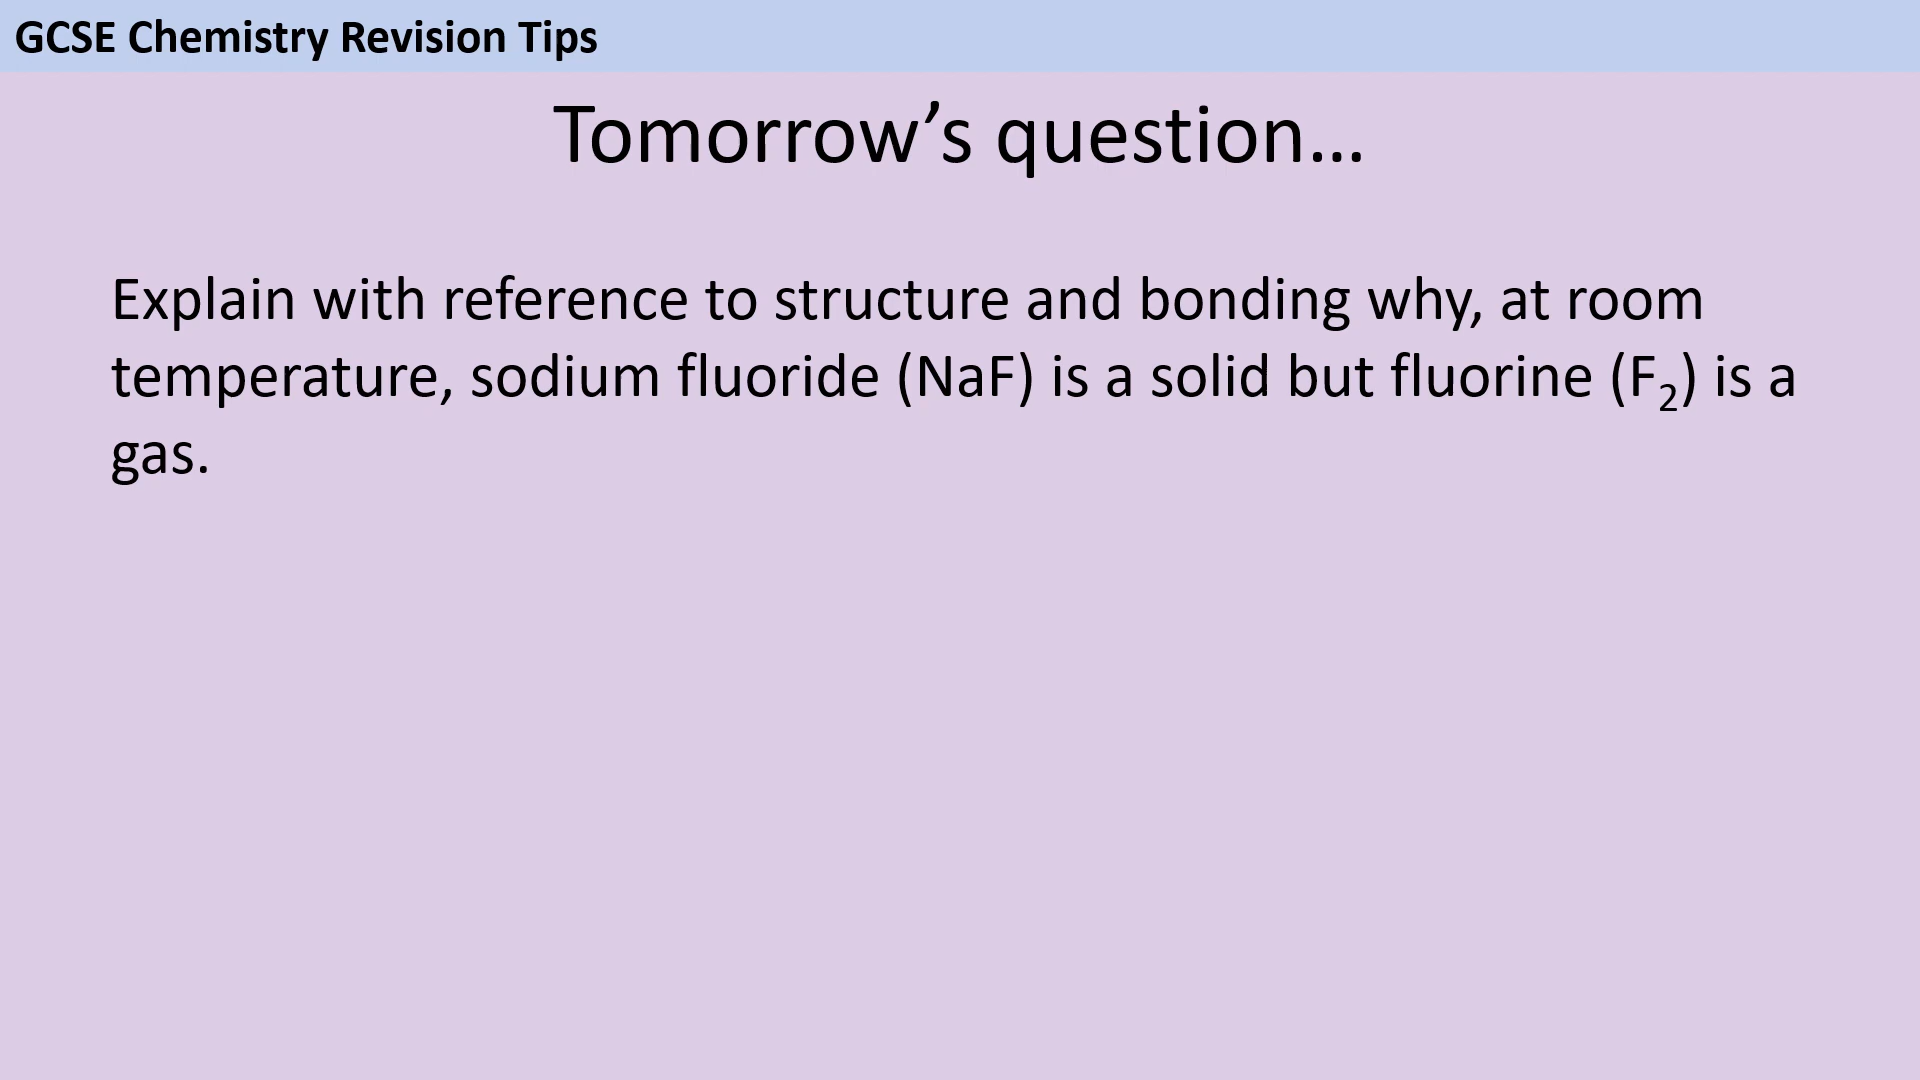 GCSE Chemistry Revision Tips
Tomorrow’s question…
Explain with reference to structure and bonding why, at room
temperature, sodium fluoride (NaF) is a solid but fluorine (F₂) is a
gas.